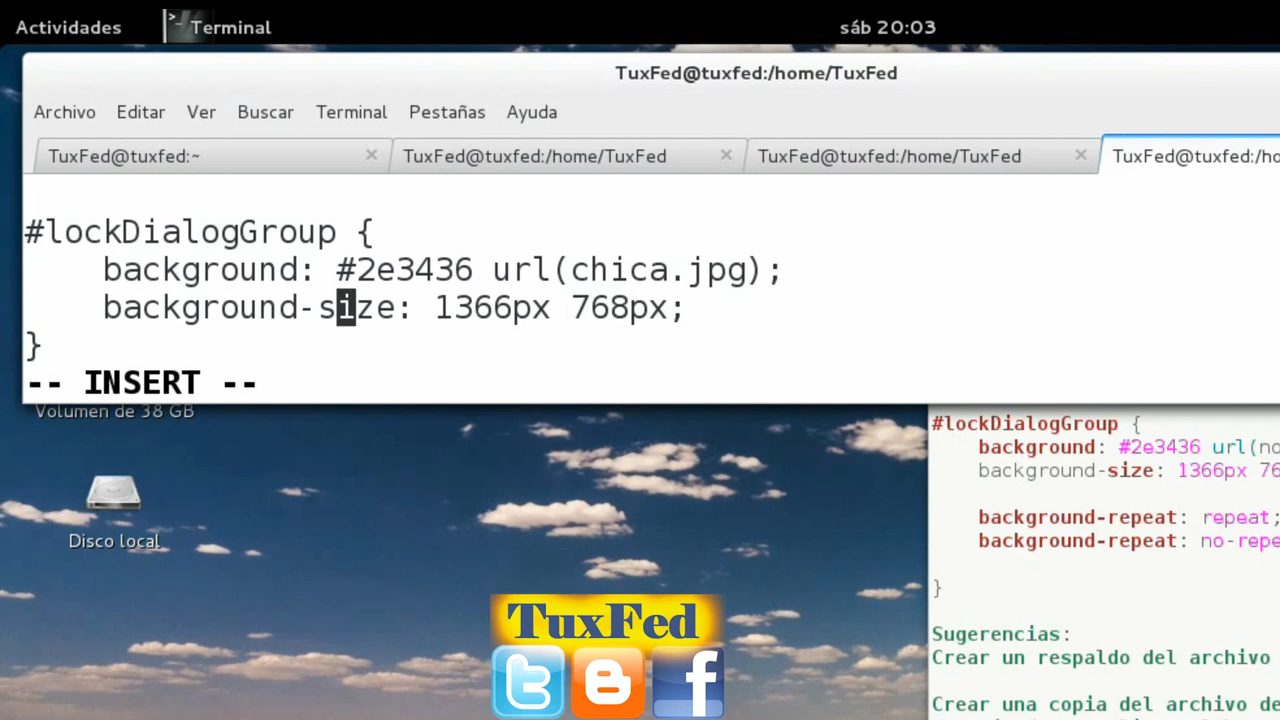 Actividades Terminal sáb 20:03
TuxFed@tuxfed:/home/TuxFed
Archivo Editar Ver Buscar Terminal Pestañas Ayuda
TuxFed@tuxfed:~ TuxFed@tuxfed:/home/TuxFed TuxFed@tuxfed:/home/TuxFed TuxFed@tuxfed:/ho
#lockDialogGroup {
background: #2e3436 url(chica.jpg);
background-size: 1366px 768px;
}
-- INSERT --
Volumen de 38 GB
Disco local
#lockDialogGroup {
background: #2e3436 url(no
background-size: 1366px 76
background-repeat: repeat;
background-repeat: no-repe
}
Sugerencias:
Crear un respaldo del archivo
Crear una copia del archivo de
TuxFed